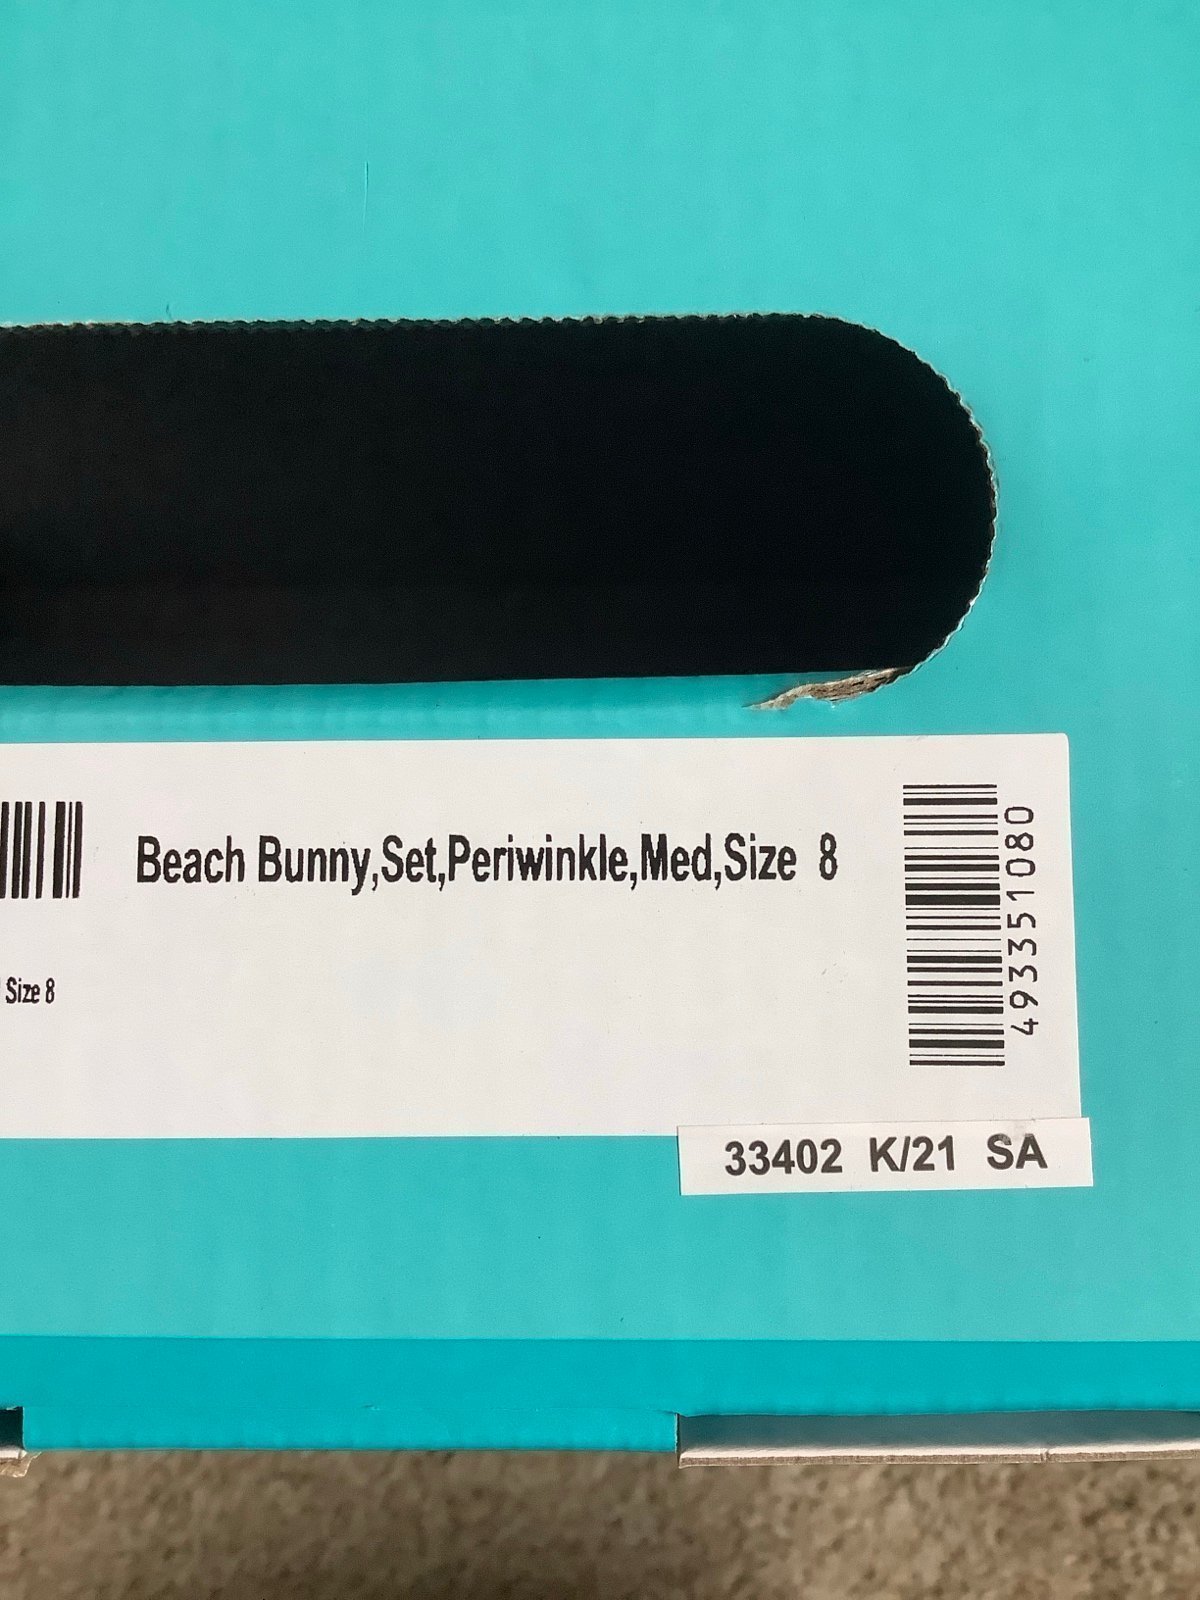 Beach Bunny,Set,Periwinkle,Med,Size 8
Size 8
493351080
33402 K/21 SA